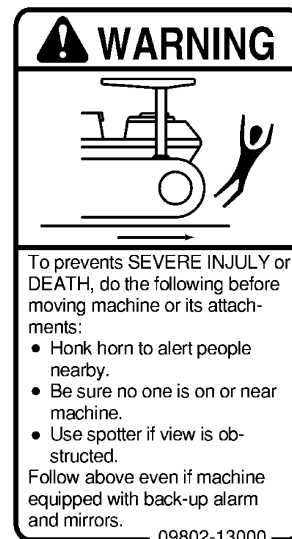 WARNING
To prevents SEVERE INJULY or
DEATH, do the following before
moving machine or its attach-
ments:
• Honk horn to alert people
nearby.
• Be sure no one is on or near
machine.
• Use spotter if view is ob-
structed.
Follow above even if machine
equipped with back-up alarm
and mirrors.
09802-13000